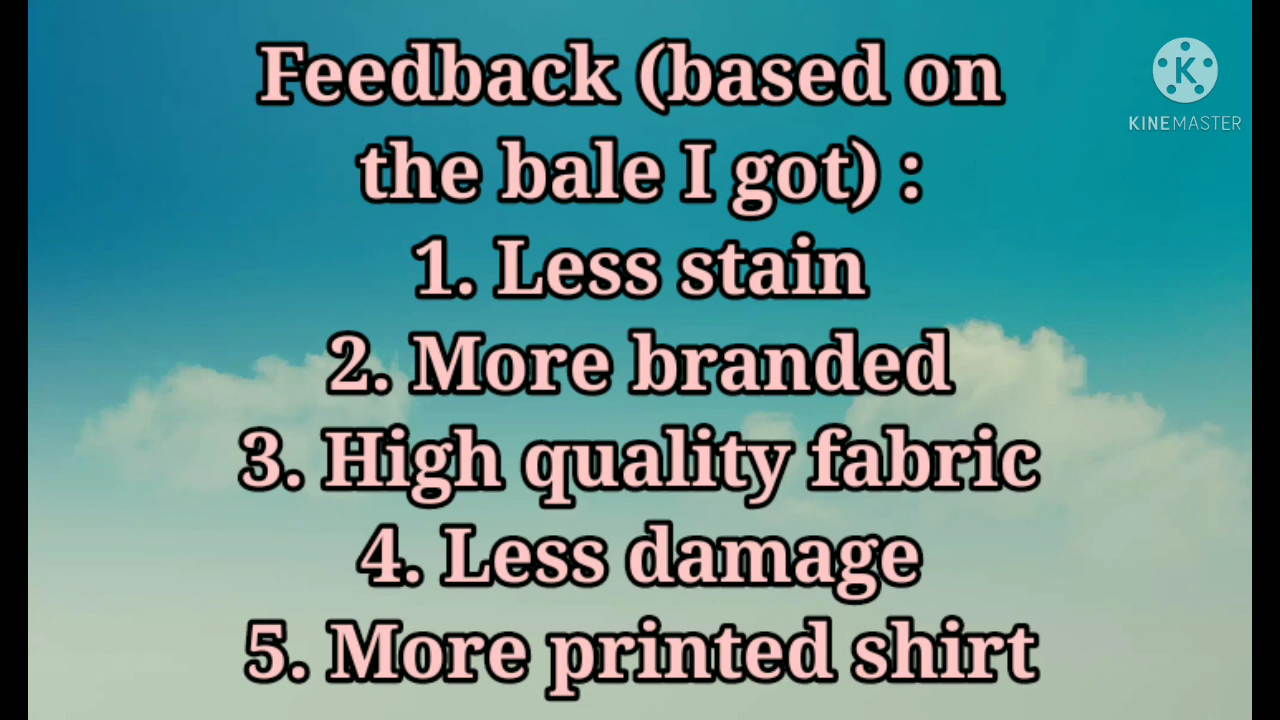 Feedback (based on
the bale I got) :
1. Less stain
2. More branded
3. High quality fabric
4. Less damage
5. More printed shirt
K
KINEMASTER